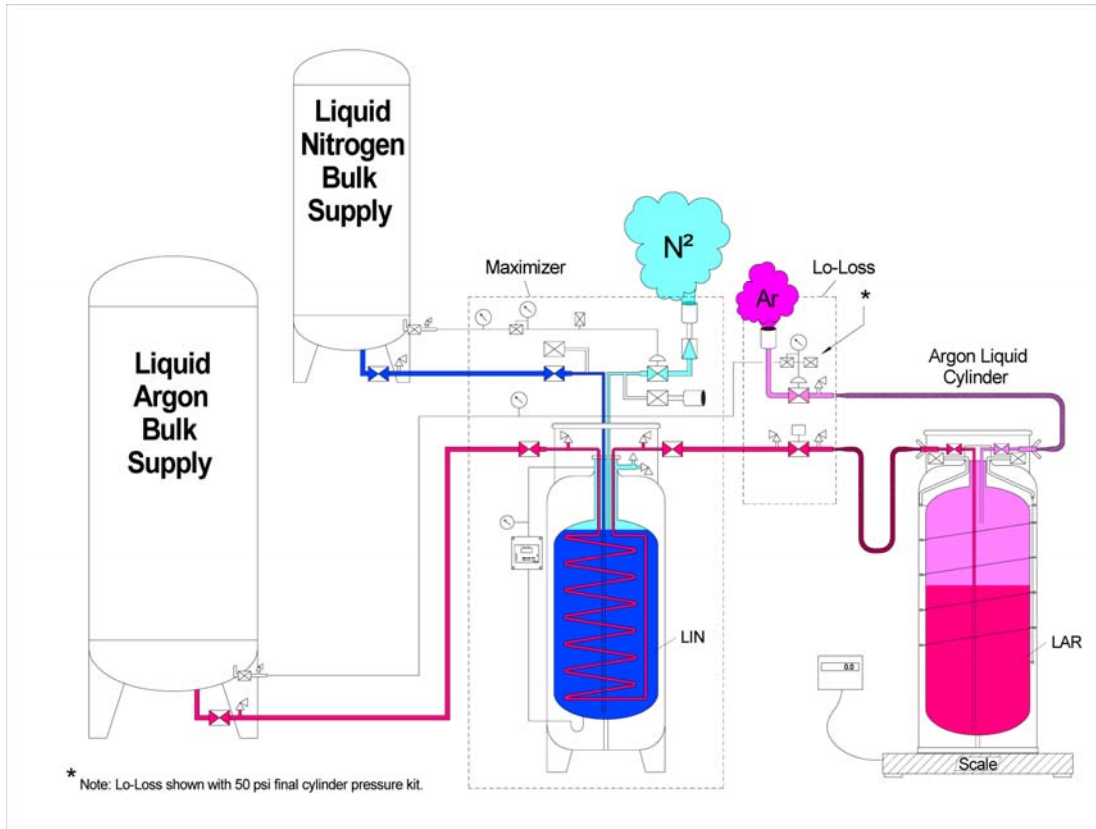 Liquid
Nitrogen
Bulk
Supply
N²
Maximizer
Lo-Loss
*
Ar
Liquid
Argon
Bulk
Supply
Argon Liquid
Cylinder
LIN
LAR
0.0
Scale
* Note: Lo-Loss shown with 50 psi final cylinder pressure kit.